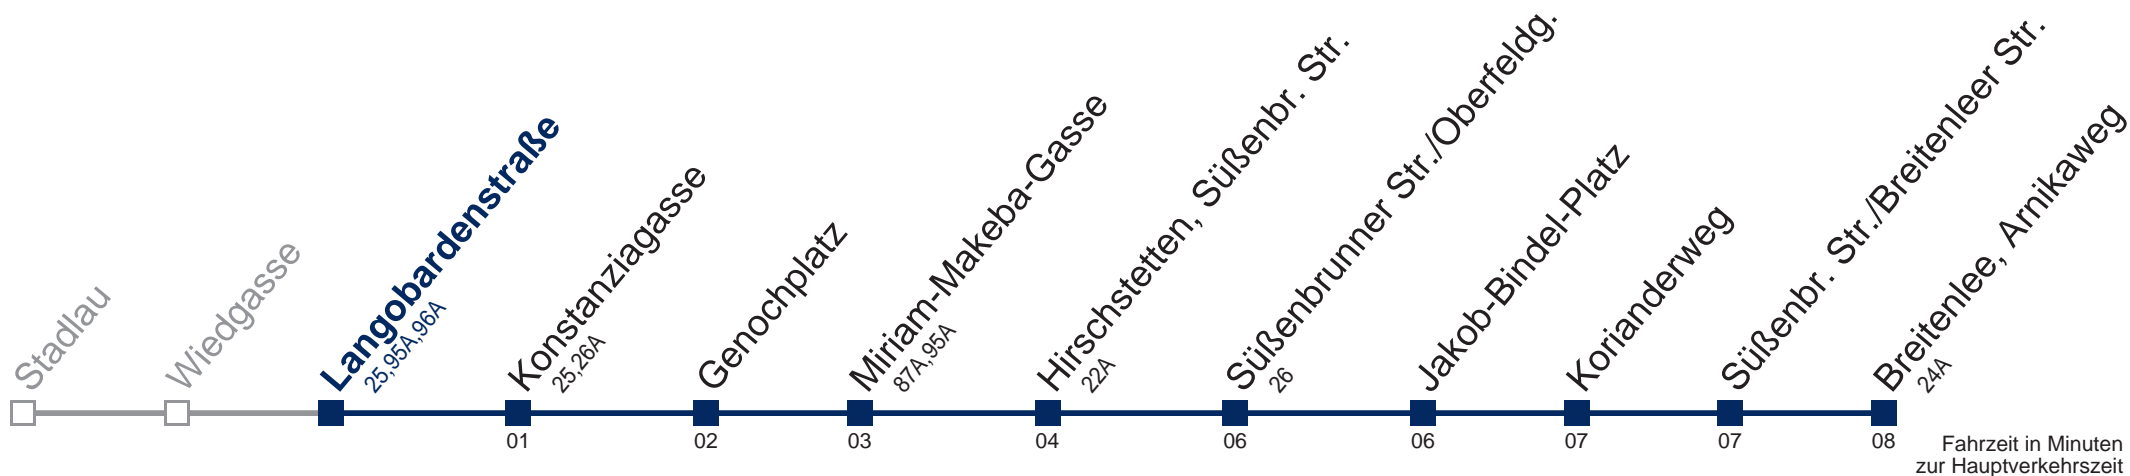 Stadlau
Wiedgasse
Langobardenstraße
25,95A,96A
Konstanziagasse
25,26A
Genochplatz
Miriam-Makeba-Gasse
87A,95A
Hirschstetten, Süßenbr. Str.
22A
Süßenbrunner Str./Oberfeldg.
26
Jakob-Bindel-Platz
Korianderweg
Süßenbr. Str./Breitenleer Str.
Breitenlee, Arnikaweg
24A
01
02
03
04
06
06
07
07
08
Fahrzeit in Minuten
zur Hauptverkehrszeit